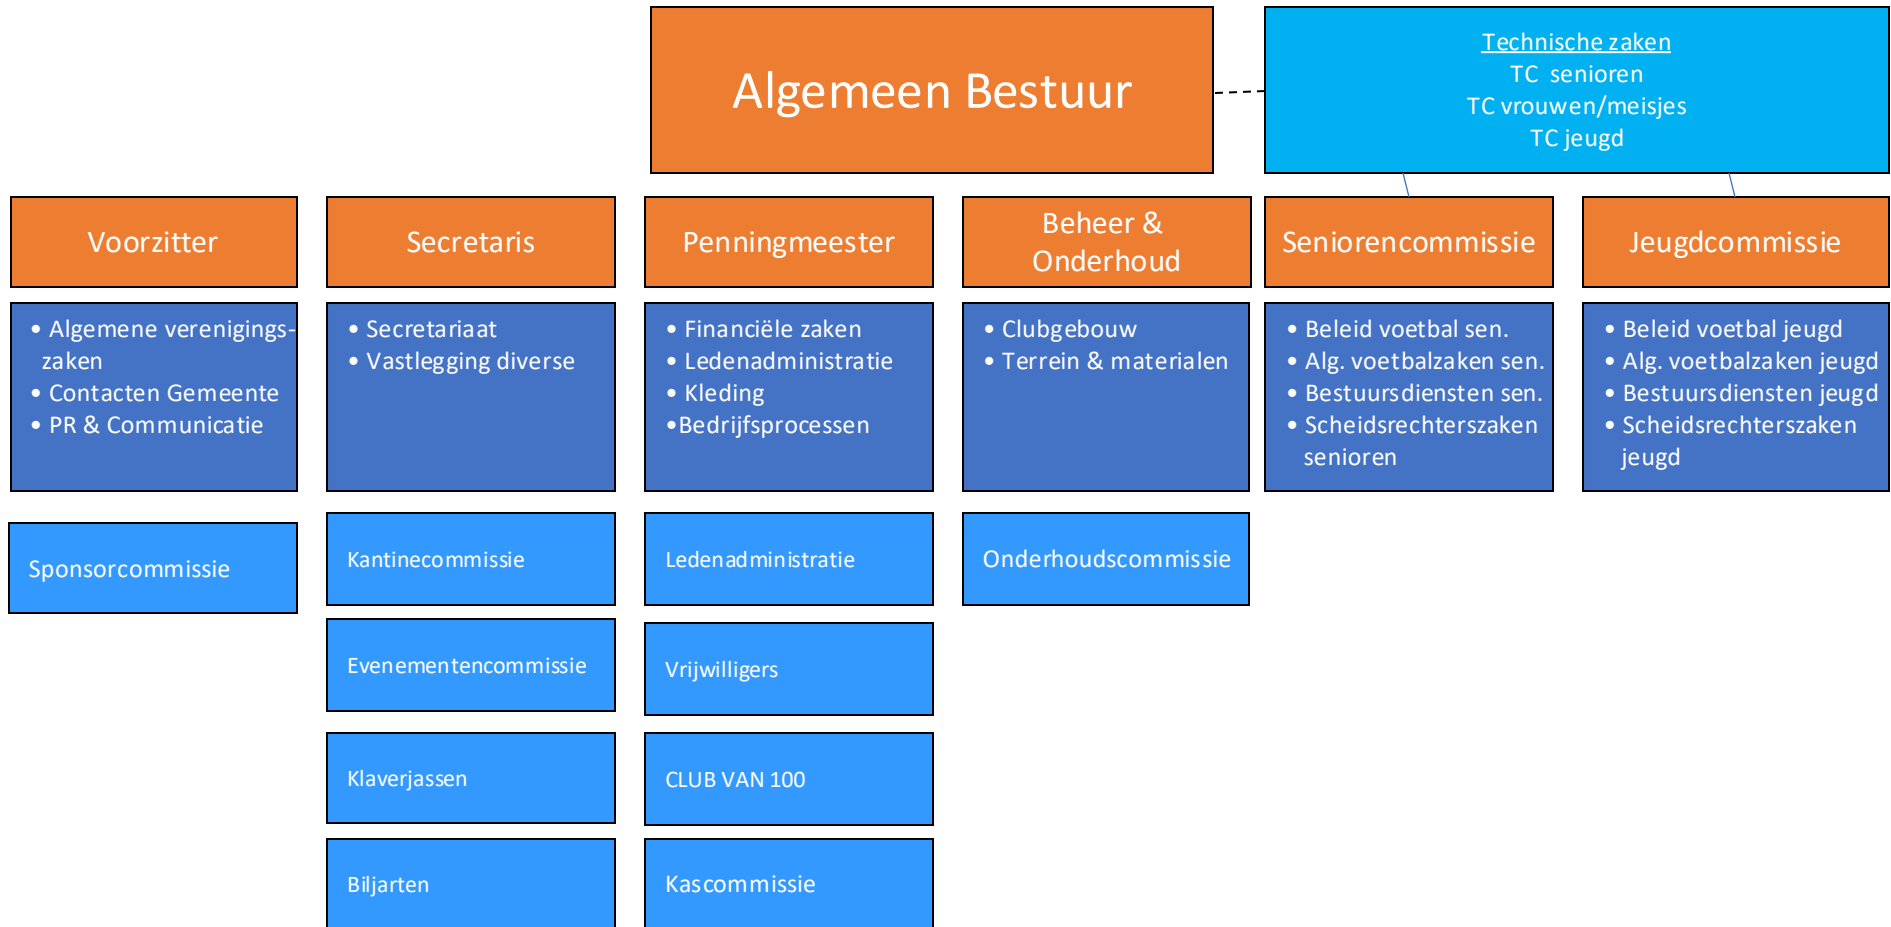 Algemeen Bestuur
Technische zaken
TC senioren
TC vrouwen/meisjes
TC jeugd
Voorzitter
Secretaris
Penningmeester
Beheer &
Onderhoud
Seniorencommissie
Jeugdcommissie
• Algemene verenigings-
zaken
• Contacten Gemeente
• PR & Communicatie
• Secretariaat
• Vastlegging diverse
• Financiële zaken
• Ledenadministratie
• Kleding
•Bedrijfsprocessen
• Clubgebouw
• Terrein & materialen
• Beleid voetbal sen.
• Alg. voetbalzaken sen.
• Bestuursdiensten sen.
• Scheidsrechterszaken
senioren
• Beleid voetbal jeugd
• Alg. voetbalzaken jeugd
• Bestuursdiensten jeugd
• Scheidsrechterszaken
jeugd
Sponsorcommissie
Kantinecommissie
Ledenadministratie
Onderhoudscommissie
Evenementencommissie
Vrijwilligers
Klaverjassen
CLUB VAN 100
Biljarten
Kascommissie